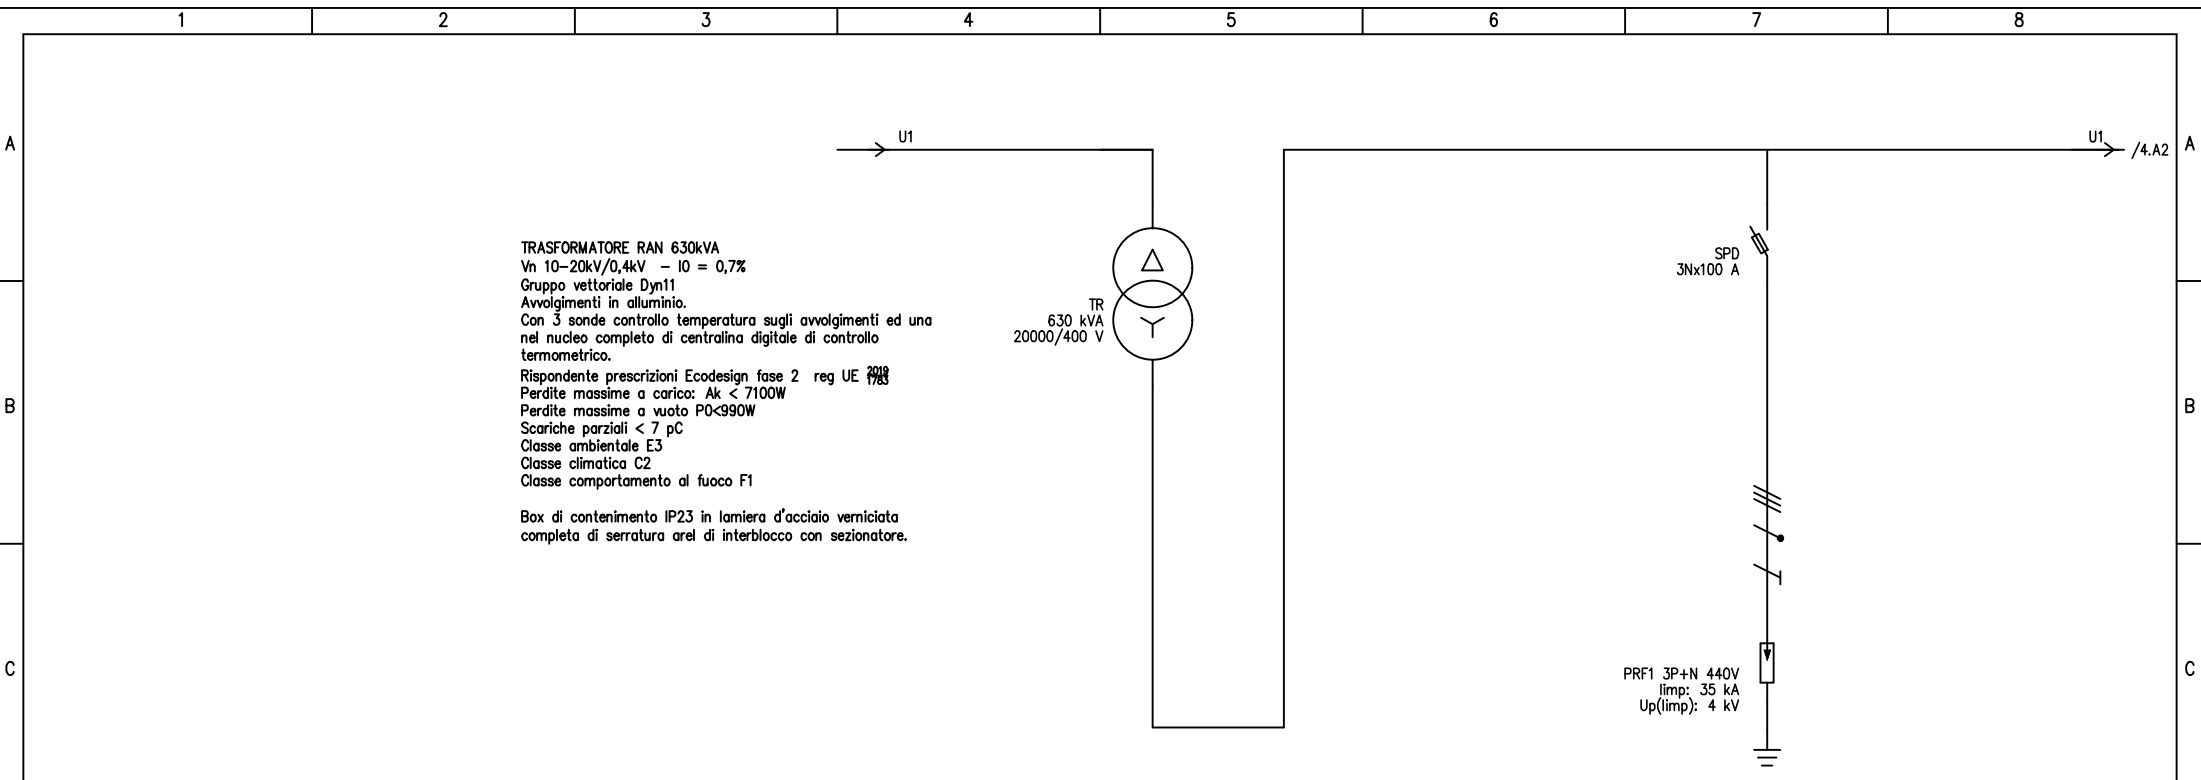 1 2 3 4 5 6 7 8
A
U1
U1
/4.A2
A
TRASFORMATORE RAN 630kVA
Vn 10-20kV/0,4kV - I0 = 0,7%
Gruppo vettoriale Dyn11
Avvolgimenti in alluminio.
Con 3 sonde controllo temperatura sugli avvolgimenti ed una
nel nucleo completo di centralina digitale di controllo
termometrico.
Rispondente prescrizioni Ecodesign fase 2 reg UE 2019
1783
Perdite massime a carico: Ak < 7100W
Perdite massime a vuoto P0<990W
Scariche parziali < 7 pC
Classe ambientale E3
Classe climatica C2
Classe comportamento al fuoco F1
Box di contenimento IP23 in lamiera d'acciaio verniciata
completa di serratura arel di interblocco con sezionatore.
TR
630 kVA
20000/400 V
SPD
3Nx100 A
B
B
C
PRF1 3P+N 440V
Iimp: 35 kA
Up(Iimp): 4 kV
C